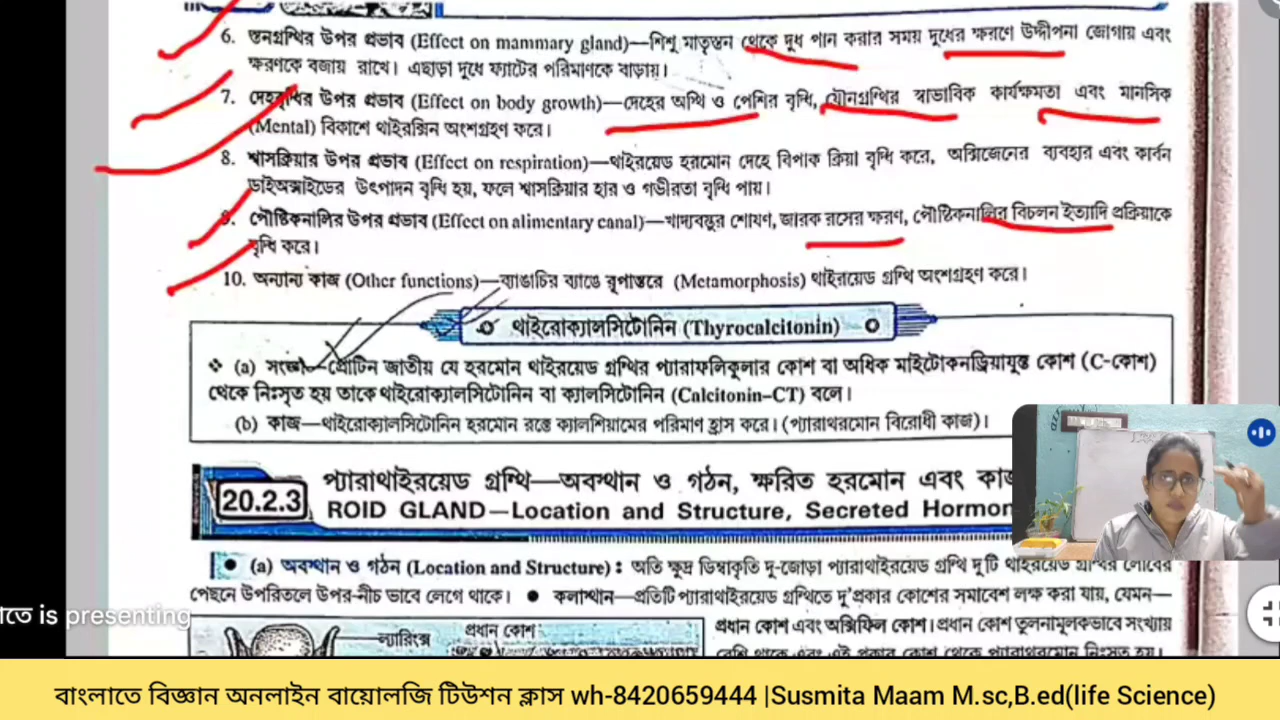 6. স্তনগ্রন্থির উপর প্রভাব (Effect on mammary gland)—শিশু মাতৃস্তন থেকে দুধ পান করার সময় দুধের ক্ষরণে উদ্দীপনা জোগায় এবং
ক্ষরণকে বজায় রাখে। এছাড়া দুধে ফ্যাটের পরিমাণকে বাড়ায়।
7. দেহবৃদ্ধির উপর প্রভাব (Effect on body growth)—দেহের অস্থি ও পেশির বৃদ্ধি, যৌনগ্রন্থির স্বাভাবিক কার্যক্ষমতা এবং মানসিক
(Mental) বিকাশে থাইরক্সিন অংশগ্রহণ করে।
8. শ্বাসক্রিয়ার উপর প্রভাব (Effect on respiration)—থাইরয়েড হরমোন দেহে বিপাক ক্রিয়া বৃদ্ধি করে, অক্সিজেনের ব্যবহার এবং কার্বন
ডাইঅক্সাইডের উৎপাদন বৃদ্ধি হয়, ফলে শ্বাসক্রিয়ার হার ও গভীরতা বৃদ্ধি পায়।
9. পৌষ্টিকনালির উপর প্রভাব (Effect on alimentary canal)—খাদ্যবস্তুর শোষণ, জারক রসের ক্ষরণ, পৌষ্টিকনালির বিচলন ইত্যাদি প্রক্রিয়াকে
বৃদ্ধি করে।
10. অন্যান্য কাজ (Other functions)—ব্যাঙাচির ব্যাঙে রূপান্তরে (Metamorphosis) থাইরয়েড গ্রন্থি অংশগ্রহণ করে।
থাইরোক্যালসিটোনিন (Thyrocalcitonin)
❖ (a) সংজ্ঞা—প্রোটিন জাতীয় যে হরমোন থাইরয়েড গ্রন্থির প্যারাফলিকুলার কোশ বা অধিক মাইটোকনড্রিয়াযুক্ত কোশ (C-কোশ)
থেকে নিঃসৃত হয় তাকে থাইরোক্যালসিটোনিন বা ক্যালসিটোনিন (Calcitonin–CT) বলে।
(b) কাজ—থাইরোক্যালসিটোনিন হরমোন রক্তে ক্যালশিয়ামের পরিমাণ হ্রাস করে। (প্যারাথরমোন বিরোধী কাজ)।
20.2.3 প্যারাথাইরয়েড গ্রন্থি—অবস্থান ও গঠন, ক্ষরিত হরমোন এবং কাজ
ROID GLAND—Location and Structure, Secreted Hormon
● (a) অবস্থান ও গঠন (Location and Structure) : অতি ক্ষুদ্র ডিম্বাকৃতি দু-জোড়া প্যারাথাইরয়েড গ্রন্থি দুটি থাইরয়েড গ্রন্থির লোবের
পেছনে উপরিতলে উপর-নীচ ভাবে লেগে থাকে। ● কলাস্থান—প্রতিটি প্যারাথাইরয়েড গ্রন্থিতে দু'প্রকার কোশের সমাবেশ লক্ষ করা যায়, যেমন—
ল্যারিংক্স
প্রধান কোশ
প্রধান কোশ এবং অক্সিফিল কোশ। প্রধান কোশ তুলনামূলকভাবে সংখ্যায়
বেশি থাকে এবং এই প্রকার কোশ থেকে প্যারাথরমোন নিঃসৃত হয়।
াতে is presenting
বাংলাতে বিজ্ঞান অনলাইন বায়োলজি টিউশন ক্লাস wh-8420659444 |Susmita Maam M.sc,B.ed(life Science)